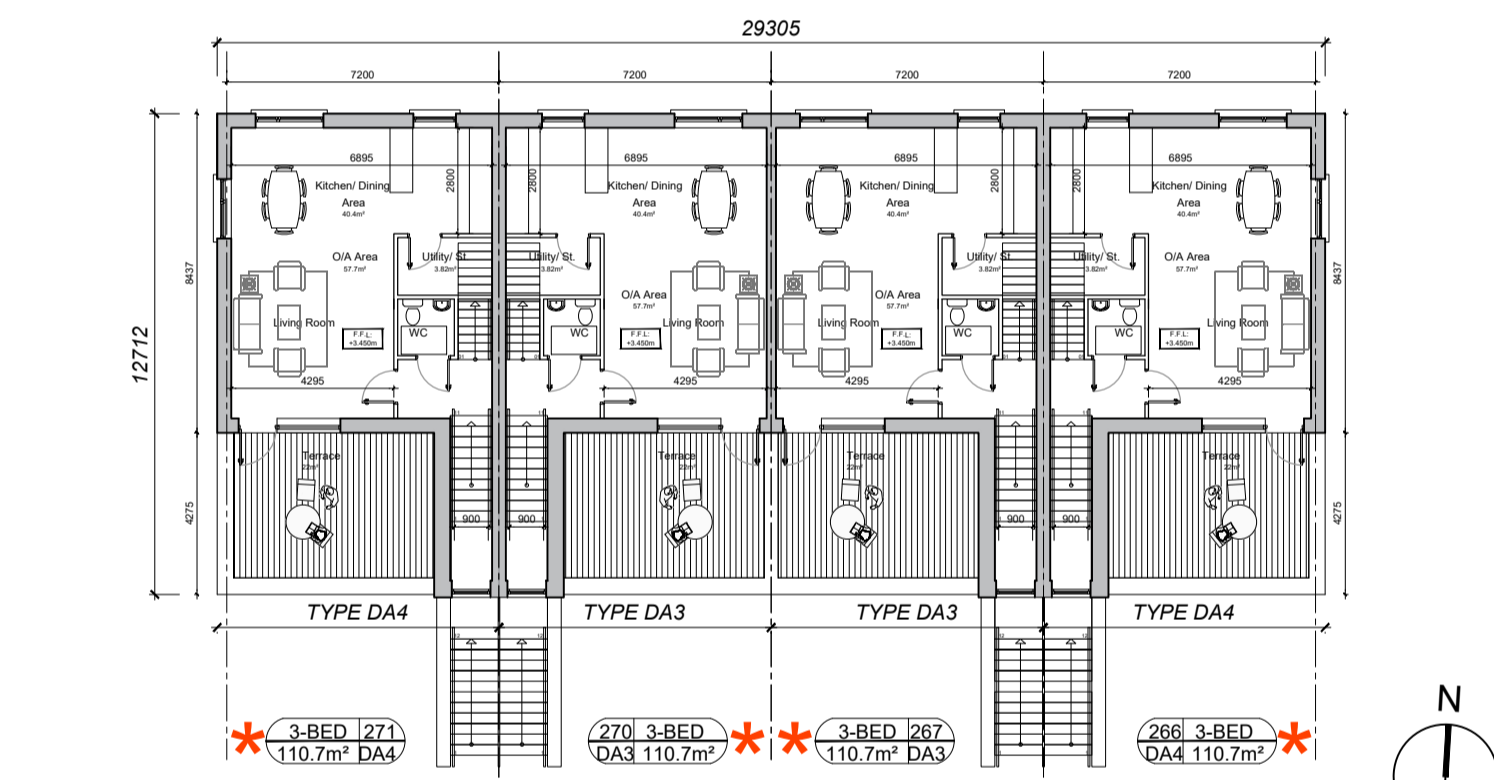 29305
7200 7200 7200 7200
12712
8437
4275
8437
4275
6895
2800
Kitchen/ Dining
Area
40.4m²
O/A Area
57.7m²
Utility/ St.
3.82m²
Living Room
F.F.L:
+3.450m
WC
4295
Terrace
22m²
900
6895
2800
Kitchen/ Dining
Area
40.4m²
Utility/ St.
3.82m²
O/A Area
57.7m²
WC
F.F.L:
+3.450m
Living Room
4295
Terrace
22m²
900
6895
2800
Kitchen/ Dining
Area
40.4m²
Utility/ St.
3.82m²
O/A Area
57.7m²
Living Room
F.F.L:
+3.450m
WC
4295
Terrace
22m²
900
6895
2800
Kitchen/ Dining
Area
40.4m²
Utility/ St.
3.82m²
O/A Area
57.7m²
WC
F.F.L:
+3.450m
Living Room
4295
Terrace
22m²
900
TYPE DA4 TYPE DA3 TYPE DA3 TYPE DA4
12 12 12 12
* 3-BED 271
110.7m² DA4
270 3-BED *
DA3 110.7m²
* 3-BED 267
110.7m² DA3
266 3-BED *
DA4 110.7m²
N